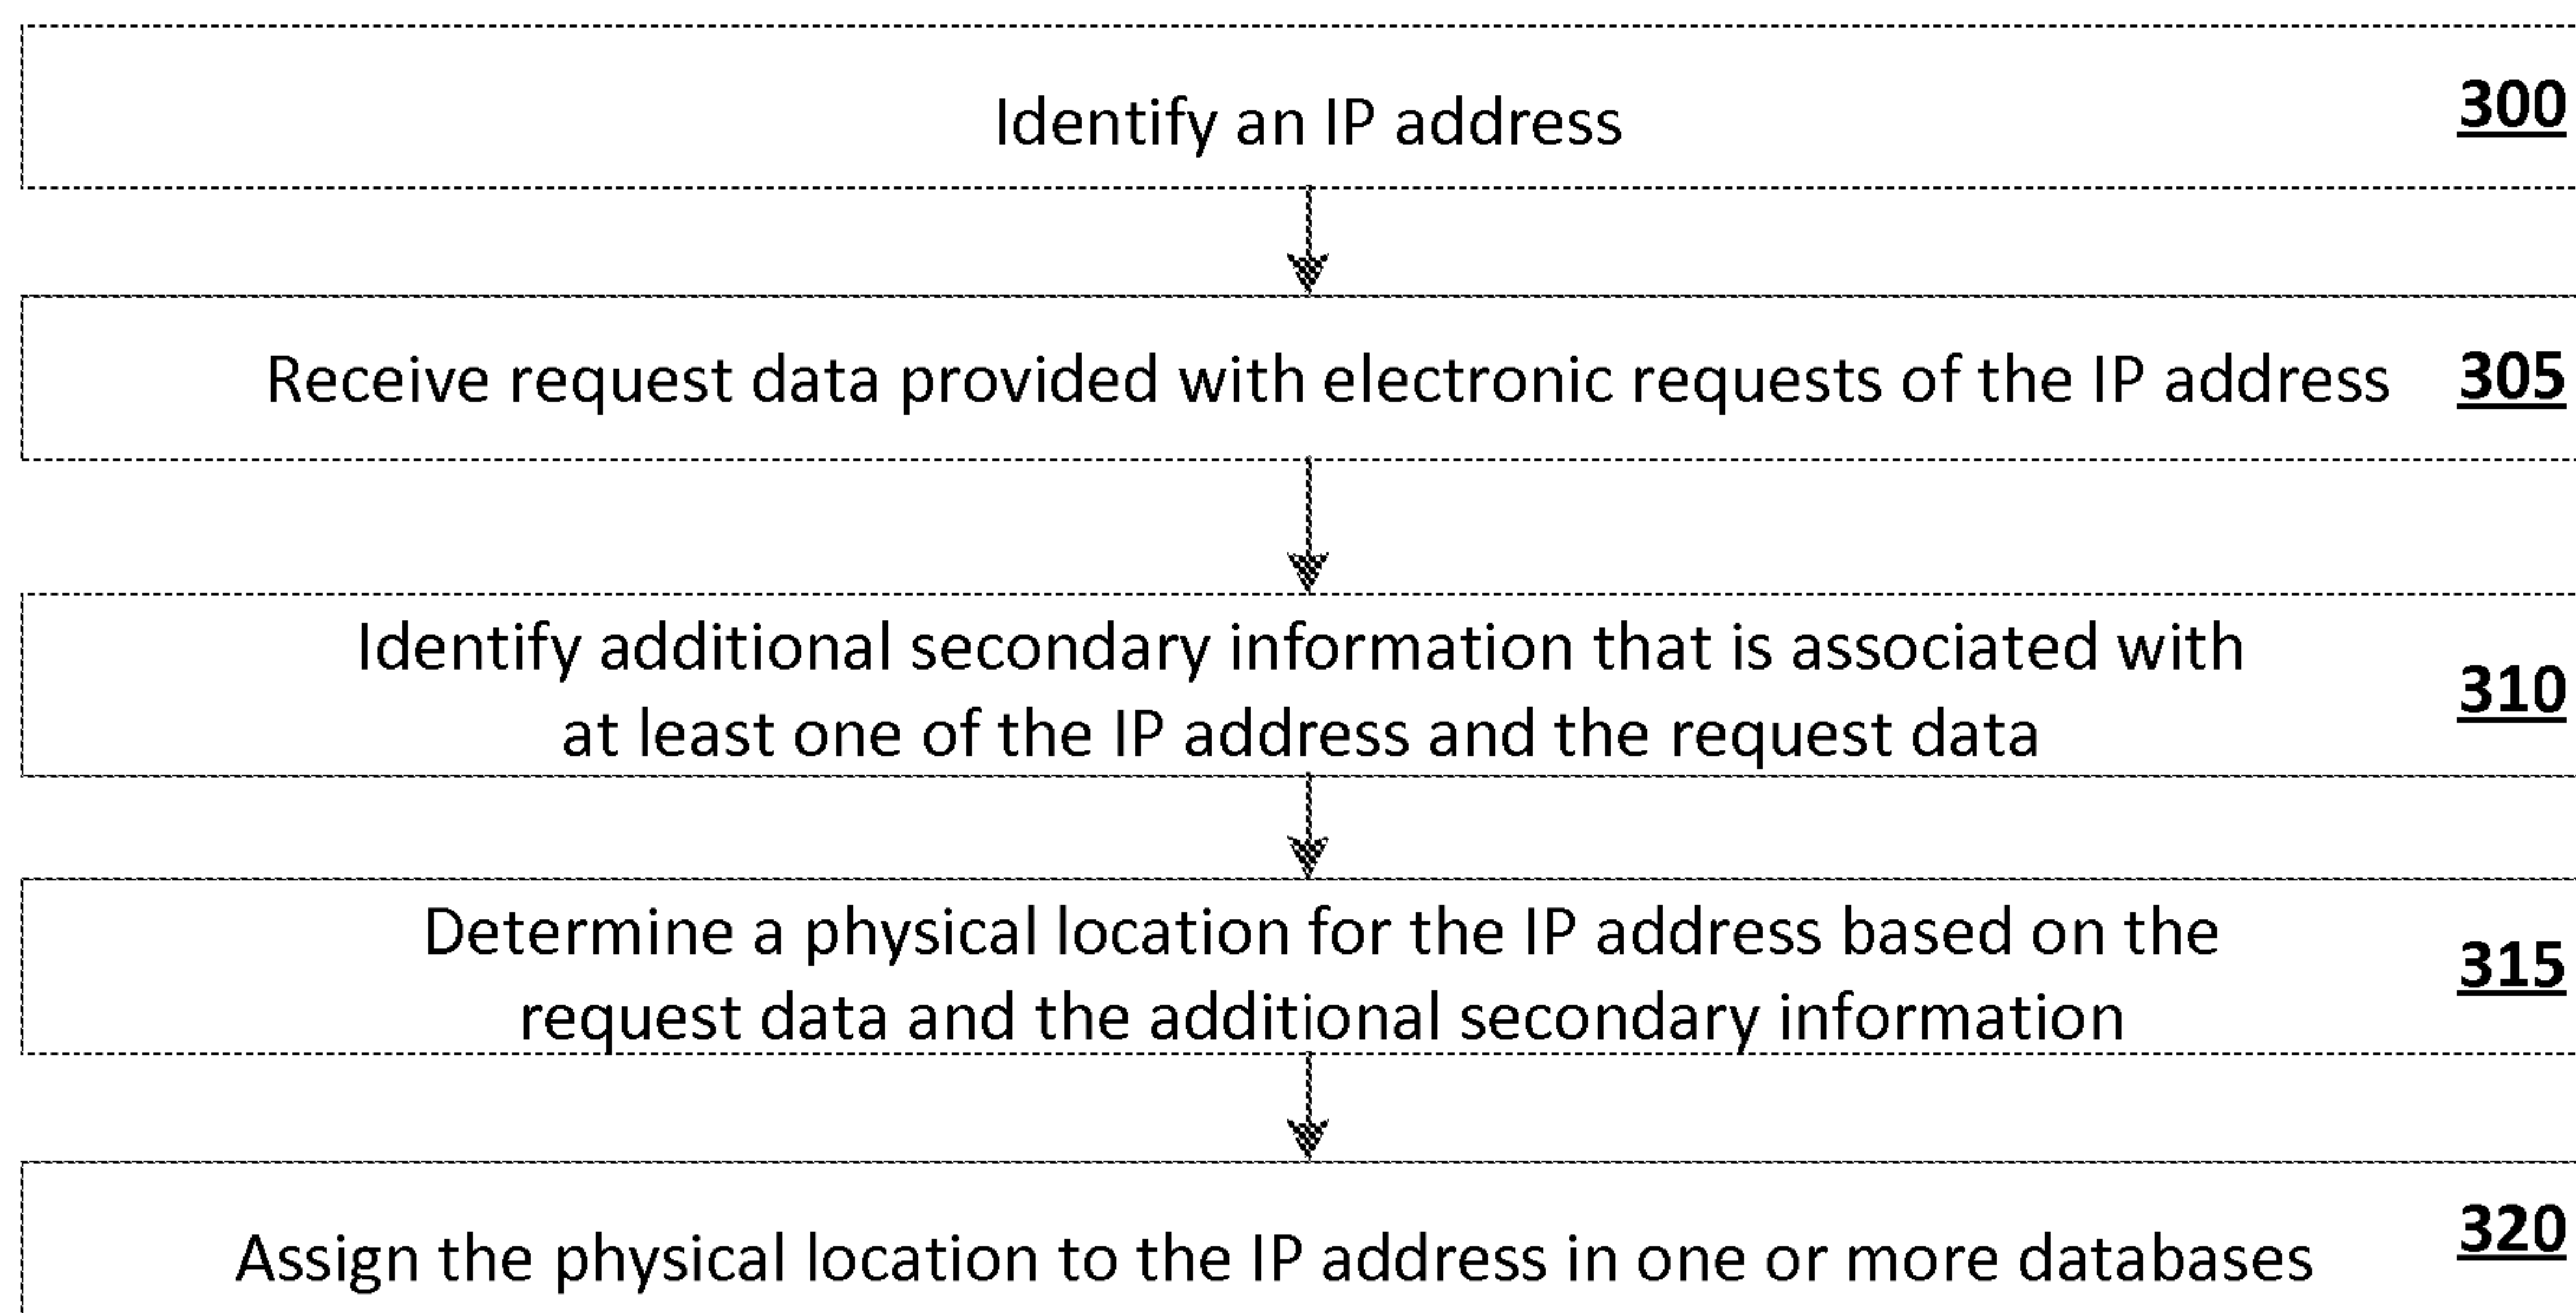 Identify an IP address 300
Receive request data provided with electronic requests of the IP address 305
Identify additional secondary information that is associated with
at least one of the IP address and the request data
310
Determine a physical location for the IP address based on the
request data and the additional secondary information
315
Assign the physical location to the IP address in one or more databases 320